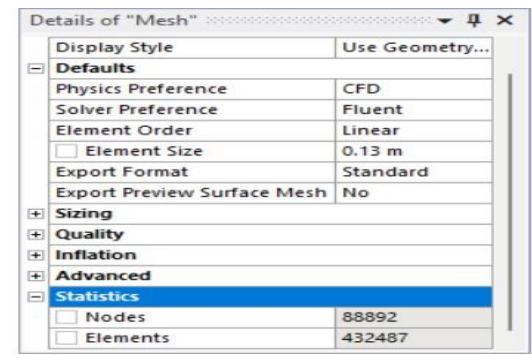 Details of "Mesh"
Display Style Use Geometry...
Defaults
Physics Preference CFD
Solver Preference Fluent
Element Order Linear
Element Size 0.13 m
Export Format Standard
Export Preview Surface Mesh No
Sizing
Quality
Inflation
Advanced
Statistics
Nodes 88892
Elements 432487